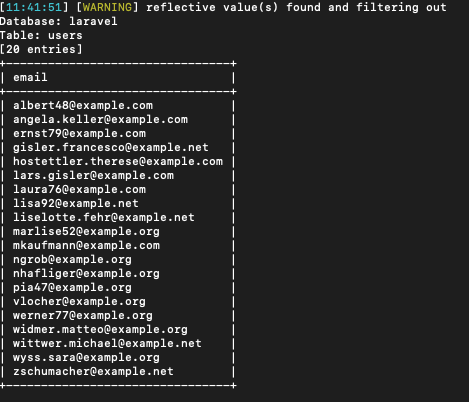 [11:41:51] [WARNING] reflective value(s) found and filtering out
Database: laravel
Table: users
[20 entries]
+--------------------------------+
| email                          |
+--------------------------------+
| albert48@example.com           |
| angela.keller@example.com      |
| ernst79@example.com            |
| gisler.francesco@example.net   |
| hostettler.therese@example.com |
| lars.gisler@example.com        |
| laura76@example.com            |
| lisa92@example.net             |
| liselotte.fehr@example.net     |
| marlise52@example.org          |
| mkaufmann@example.com          |
| ngrob@example.org              |
| nhafliger@example.org          |
| pia47@example.org              |
| vlocher@example.org            |
| werner77@example.org           |
| widmer.matteo@example.org      |
| wittwer.michael@example.net    |
| wyss.sara@example.org          |
| zschumacher@example.net        |
+--------------------------------+